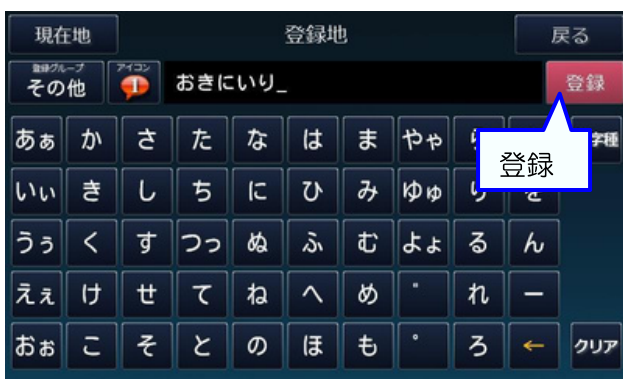 現在地 登録地 戻る
登録グループ アイコン
その他 1 おきにいり_ 登録
あぁ か さ た な は ま やゃ
登録
いぃ き し ち に ひ み ゆゅ り を
うぅ く す つっ ぬ ふ む よょ る ん
えぇ け せ て ね へ め ゛ れ ー
おぉ こ そ と の ほ も ゜ ろ ← クリア